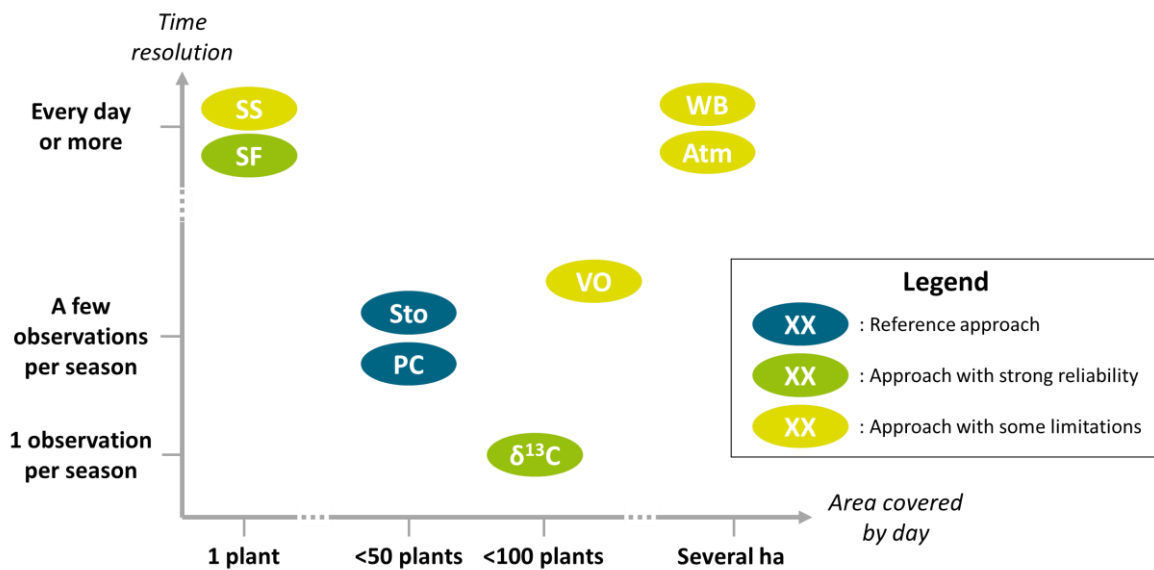 Time
resolution
Every day
or more
SS
SF
WB
Atm
A few
observations
per season
Sto
PC
VO
1 observation
per season
δ¹³C
Legend
XX : Reference approach
XX : Approach with strong reliability
XX : Approach with some limitations
Area covered
by day
1 plant <50 plants <100 plants Several ha